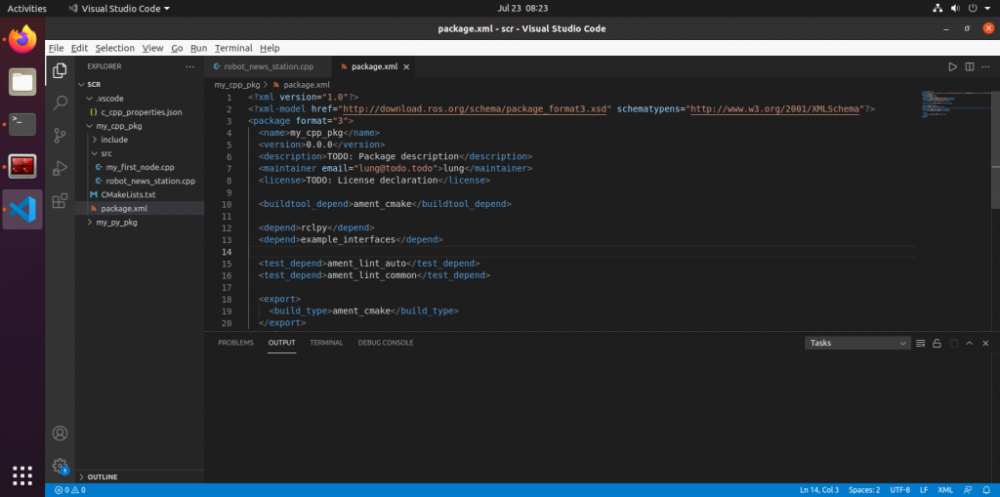 Activities
Visual Studio Code
Jul 23 08:23
package.xml - scr - Visual Studio Code
File Edit Selection View Go Run Terminal Help
EXPLORER
SCR
.vscode
c_cpp_properties.json
my_cpp_pkg
include
src
my_first_node.cpp
robot_news_station.cpp
CMakeLists.txt
package.xml
my_py_pkg
OUTLINE
robot_news_station.cpp
package.xml
my_cpp_pkg > package.xml
1 <?xml version="1.0"?>
2 <?xml-model href="http://download.ros.org/schema/package_format3.xsd" schematypens="http://www.w3.org/2001/XMLSchema"?>
3 <package format="3">
4 <name>my_cpp_pkg</name>
5 <version>0.0.0</version>
6 <description>TODO: Package description</description>
7 <maintainer email="lung@todo.todo">lung</maintainer>
8 <license>TODO: License declaration</license>
9
10 <buildtool_depend>ament_cmake</buildtool_depend>
11
12 <depend>rclpy</depend>
13 <depend>example_interfaces</depend>
14
15 <test_depend>ament_lint_auto</test_depend>
16 <test_depend>ament_lint_common</test_depend>
17
18 <export>
19 <build_type>ament_cmake</build_type>
20 </export>
PROBLEMS OUTPUT TERMINAL DEBUG CONSOLE
Tasks
0 0
Ln 14, Col 3 Spaces: 2 UTF-8 LF XML